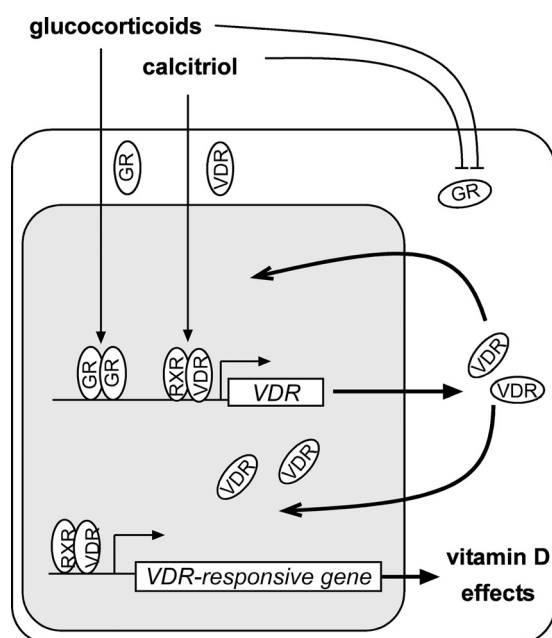 glucocorticoids
calcitriol
GR
VDR
GR
VDR
VDR
GR
GR
RXR
VDR
VDR
VDR
VDR
RXR
VDR
VDR-responsive gene
vitamin D
effects